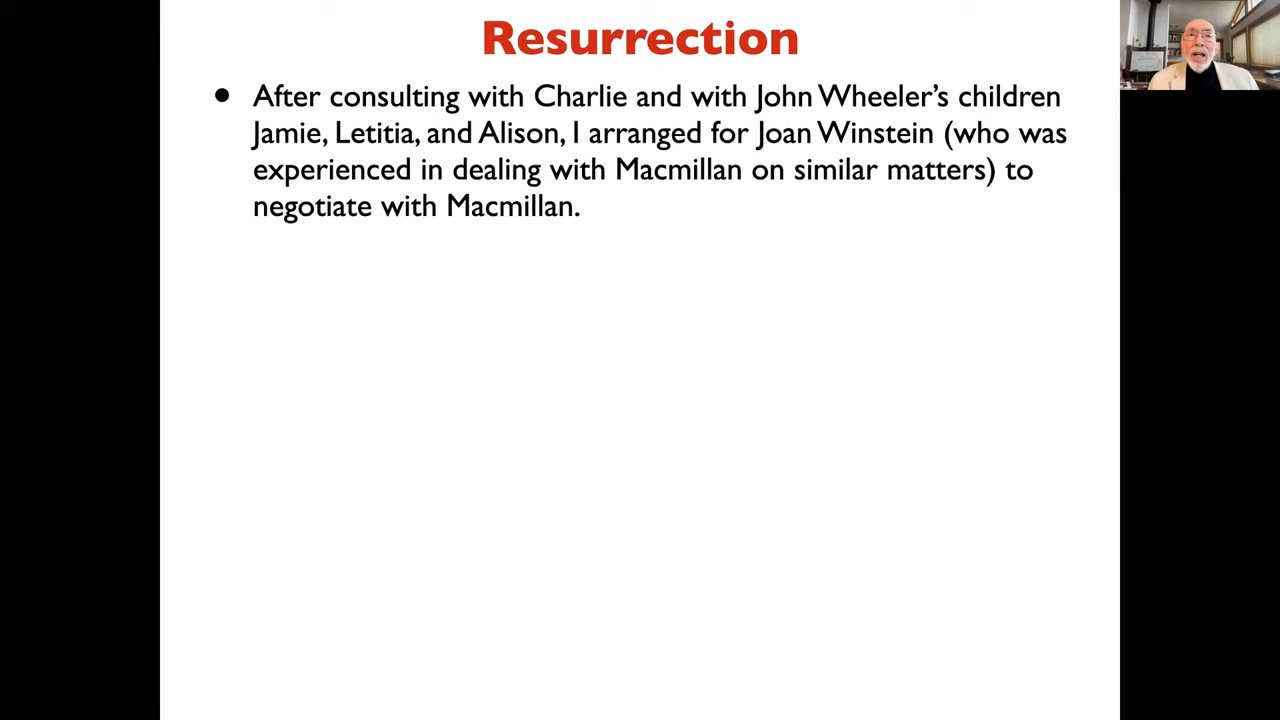 Resurrection
• After consulting with Charlie and with John Wheeler’s children
Jamie, Letitia, and Alison, I arranged for Joan Winstein (who was
experienced in dealing with Macmillan on similar matters) to
negotiate with Macmillan.